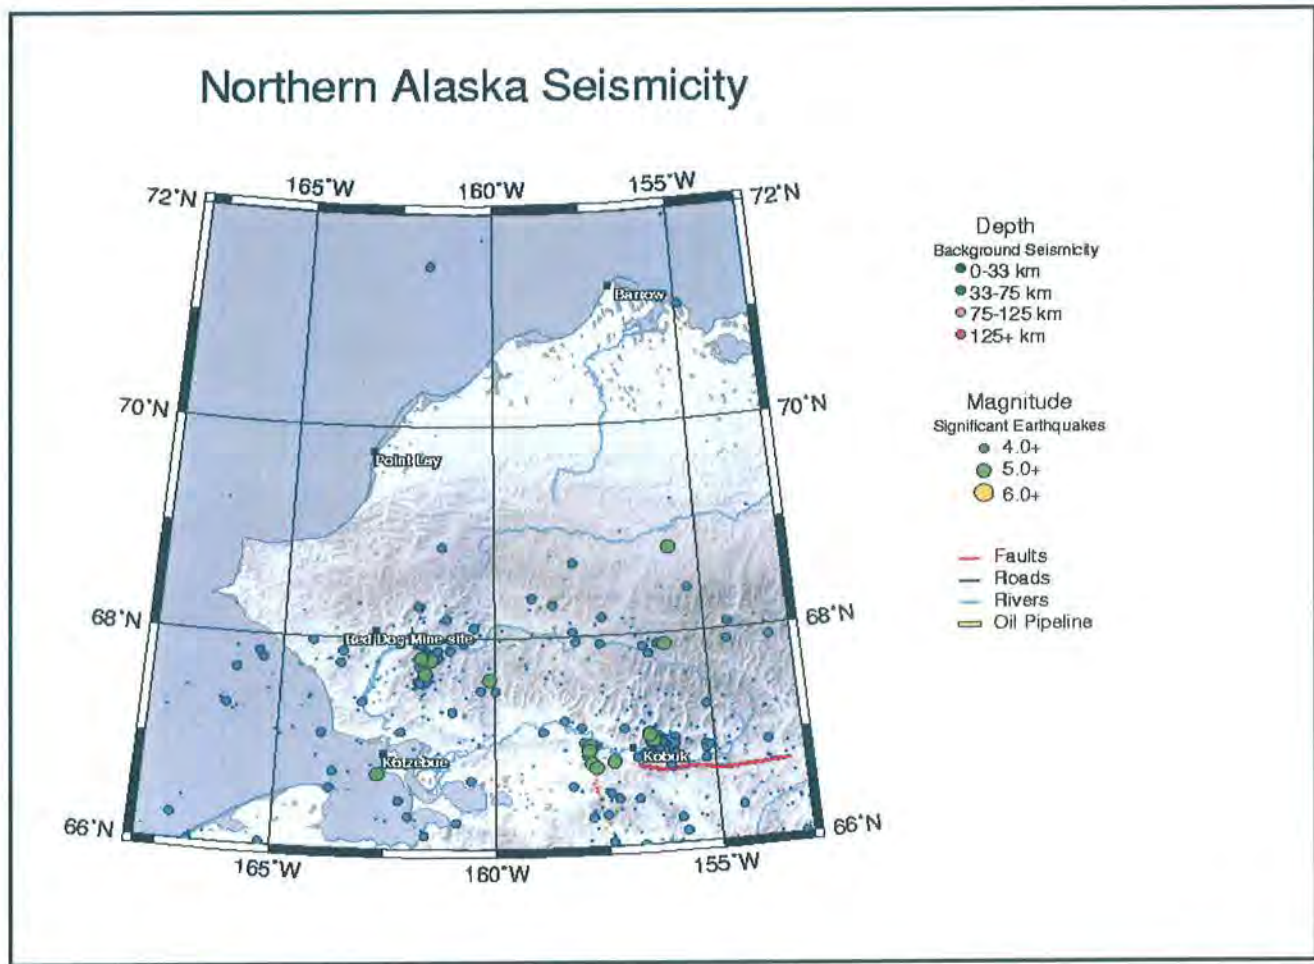 Northern Alaska Seismicity
165°W
160°W
155°W
72°N
72°N
Depth
Background Seismicity
0-33 km
33-75 km
75-125 km
125+ km
Barrow
70°N
70°N
Magnitude
Significant Earthquakes
4.0+
5.0+
6.0+
Point Lay
Faults
Roads
Rivers
Oil Pipeline
68°N
68°N
Red Dog Mine site
Kobuk
Kotzebue
66°N
66°N
165°W
160°W
155°W